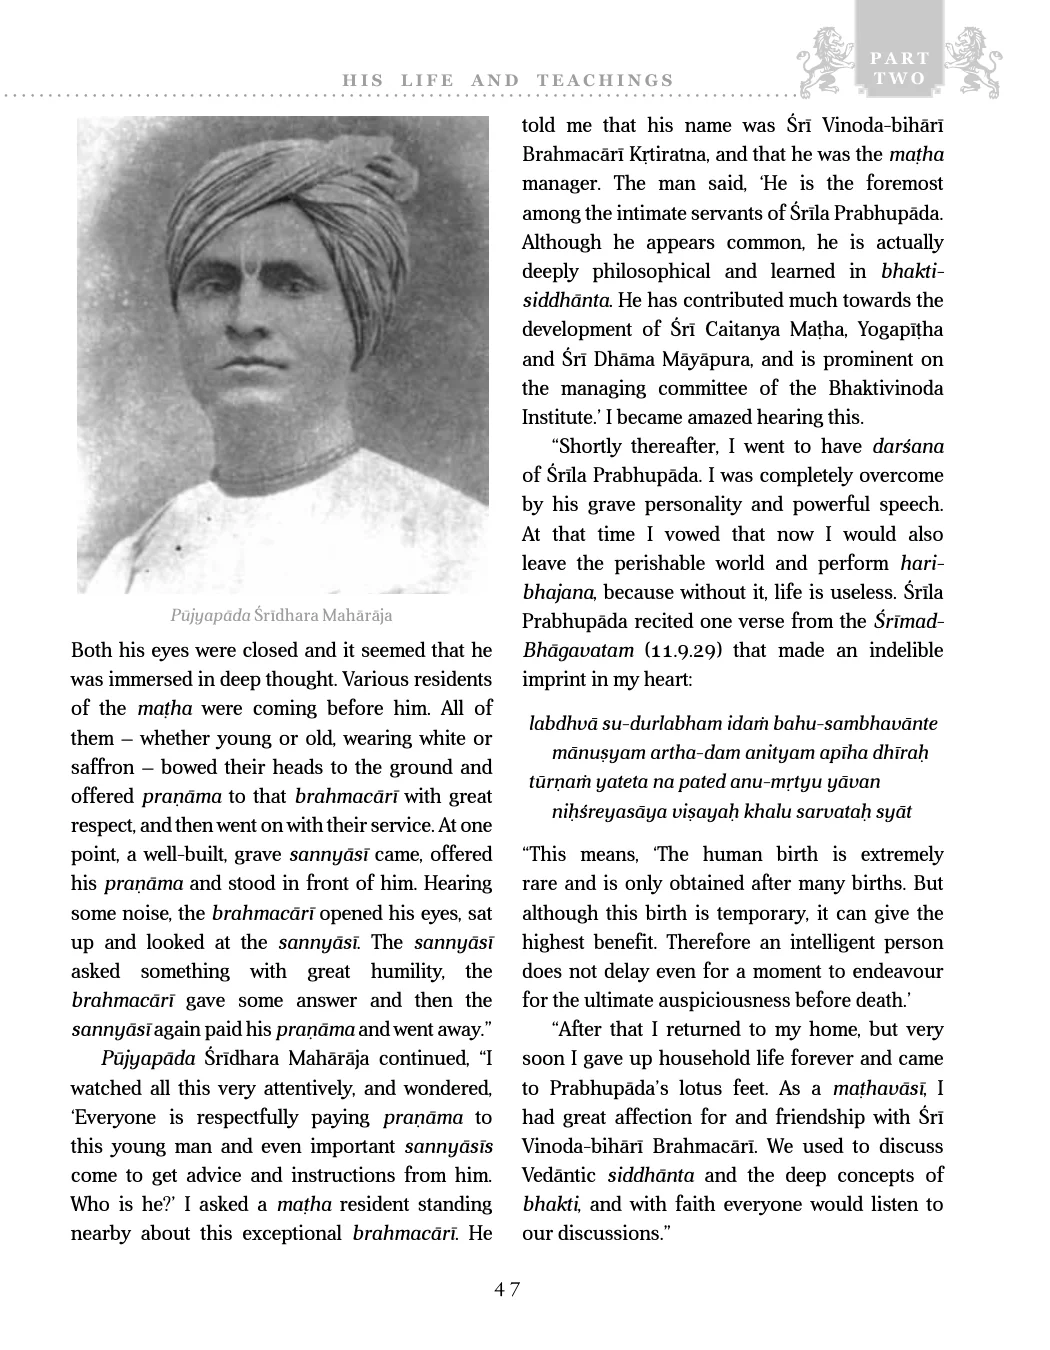 HIS LIFE AND TEACHINGS
PART
TWO
Pūjyapāda Śrīdhara Mahārāja
Both his eyes were closed and it seemed that he
was immersed in deep thought. Various residents
of the maṭha were coming before him. All of
them – whether young or old, wearing white or
saffron – bowed their heads to the ground and
offered praṇāma to that brahmacārī with great
respect, and then went on with their service. At one
point, a well-built, grave sannyāsī came, offered
his praṇāma and stood in front of him. Hearing
some noise, the brahmacārī opened his eyes, sat
up and looked at the sannyāsī. The sannyāsī
asked something with great humility, the
brahmacārī gave some answer and then the
sannyāsī again paid his praṇāma and went away.”
Pūjyapāda Śrīdhara Mahārāja continued, “I
watched all this very attentively, and wondered,
‘Everyone is respectfully paying praṇāma to
this young man and even important sannyāsīs
come to get advice and instructions from him.
Who is he?’ I asked a maṭha resident standing
nearby about this exceptional brahmacārī. He
told me that his name was Śrī Vinoda-bihārī
Brahmacārī Kṛtiratna, and that he was the maṭha
manager. The man said, ‘He is the foremost
among the intimate servants of Śrīla Prabhupāda.
Although he appears common, he is actually
deeply philosophical and learned in bhakti-
siddhānta. He has contributed much towards the
development of Śrī Caitanya Maṭha, Yogapīṭha
and Śrī Dhāma Māyāpura, and is prominent on
the managing committee of the Bhaktivinoda
Institute.’ I became amazed hearing this.
“Shortly thereafter, I went to have darśana
of Śrīla Prabhupāda. I was completely overcome
by his grave personality and powerful speech.
At that time I vowed that now I would also
leave the perishable world and perform hari-
bhajana, because without it, life is useless. Śrīla
Prabhupāda recited one verse from the Śrīmad-
Bhāgavatam (11.9.29) that made an indelible
imprint in my heart:
labdhvā su-durlabham idaṁ bahu-sambhavānte
mānuṣyam artha-dam anityam apīha dhīraḥ
tūrṇaṁ yateta na pated anu-mṛtyu yāvan
niḥśreyasāya viṣayaḥ khalu sarvataḥ syāt
“This means, ‘The human birth is extremely
rare and is only obtained after many births. But
although this birth is temporary, it can give the
highest benefit. Therefore an intelligent person
does not delay even for a moment to endeavour
for the ultimate auspiciousness before death.’
“After that I returned to my home, but very
soon I gave up household life forever and came
to Prabhupāda’s lotus feet. As a maṭhavāsī, I
had great affection for and friendship with Śrī
Vinoda-bihārī Brahmacārī. We used to discuss
Vedāntic siddhānta and the deep concepts of
bhakti, and with faith everyone would listen to
our discussions.”
47